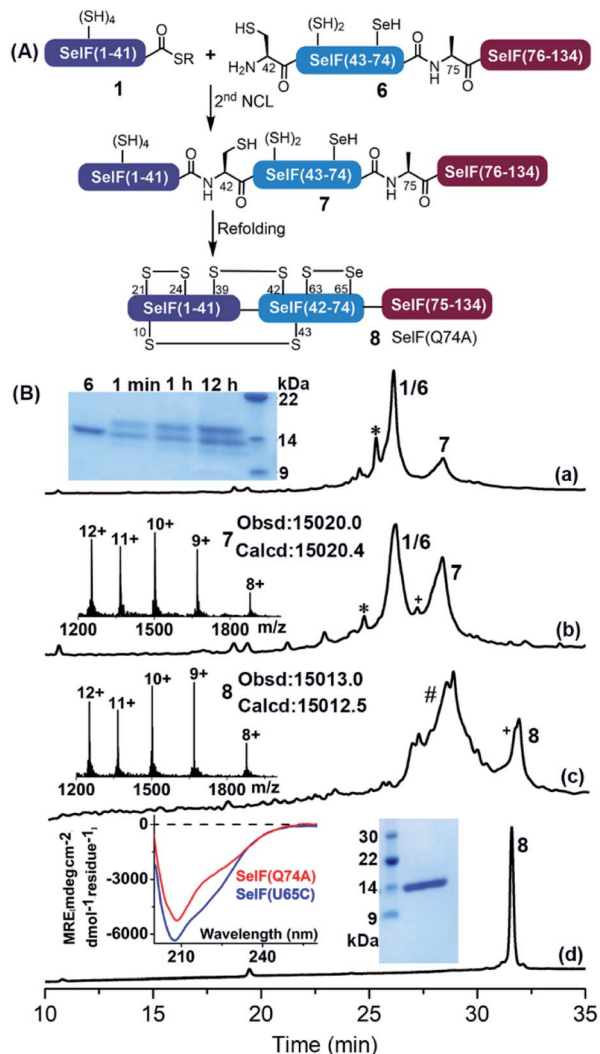 (A)
(SH)4
O
SelF(1-41)
SR
1
+
HS
H2N
42
O
(SH)2
SeH
SelF(43-74)
O
N
H
75
O
SelF(76-134)
6
2nd NCL
(SH)4
O
SelF(1-41)
N
H
SH
42
O
(SH)2
SeH
SelF(43-74)
O
N
H
75
O
SelF(76-134)
7
Refolding
S S S S S Se
21 24 39 42 63 65
SelF(1-41)
SelF(42-74)
SelF(75-134)
10 43
S S
8 SelF(Q74A)
(B)
6 1 min 1 h 12 h kDa
22
14
9
*
1/6
7
(a)
12+ 11+ 10+ 9+ 8+
7
Obsd:15020.0
Calcd:15020.4
1200 1500 1800 m/z
*
1/6
+
7
(b)
12+ 11+ 10+ 9+ 8+
8
Obsd:15013.0
Calcd:15012.5
1200 1500 1800 m/z
#
+
8
(c)
MRE,mdegcm-2
dmol-1 residue-1,
0
-3000
-6000
SelF(Q74A)
SelF(U65C)
Wavelength (nm)
210 240
30
22
14
9
kDa
8
(d)
10 15 20 25 30 35
Time (min)